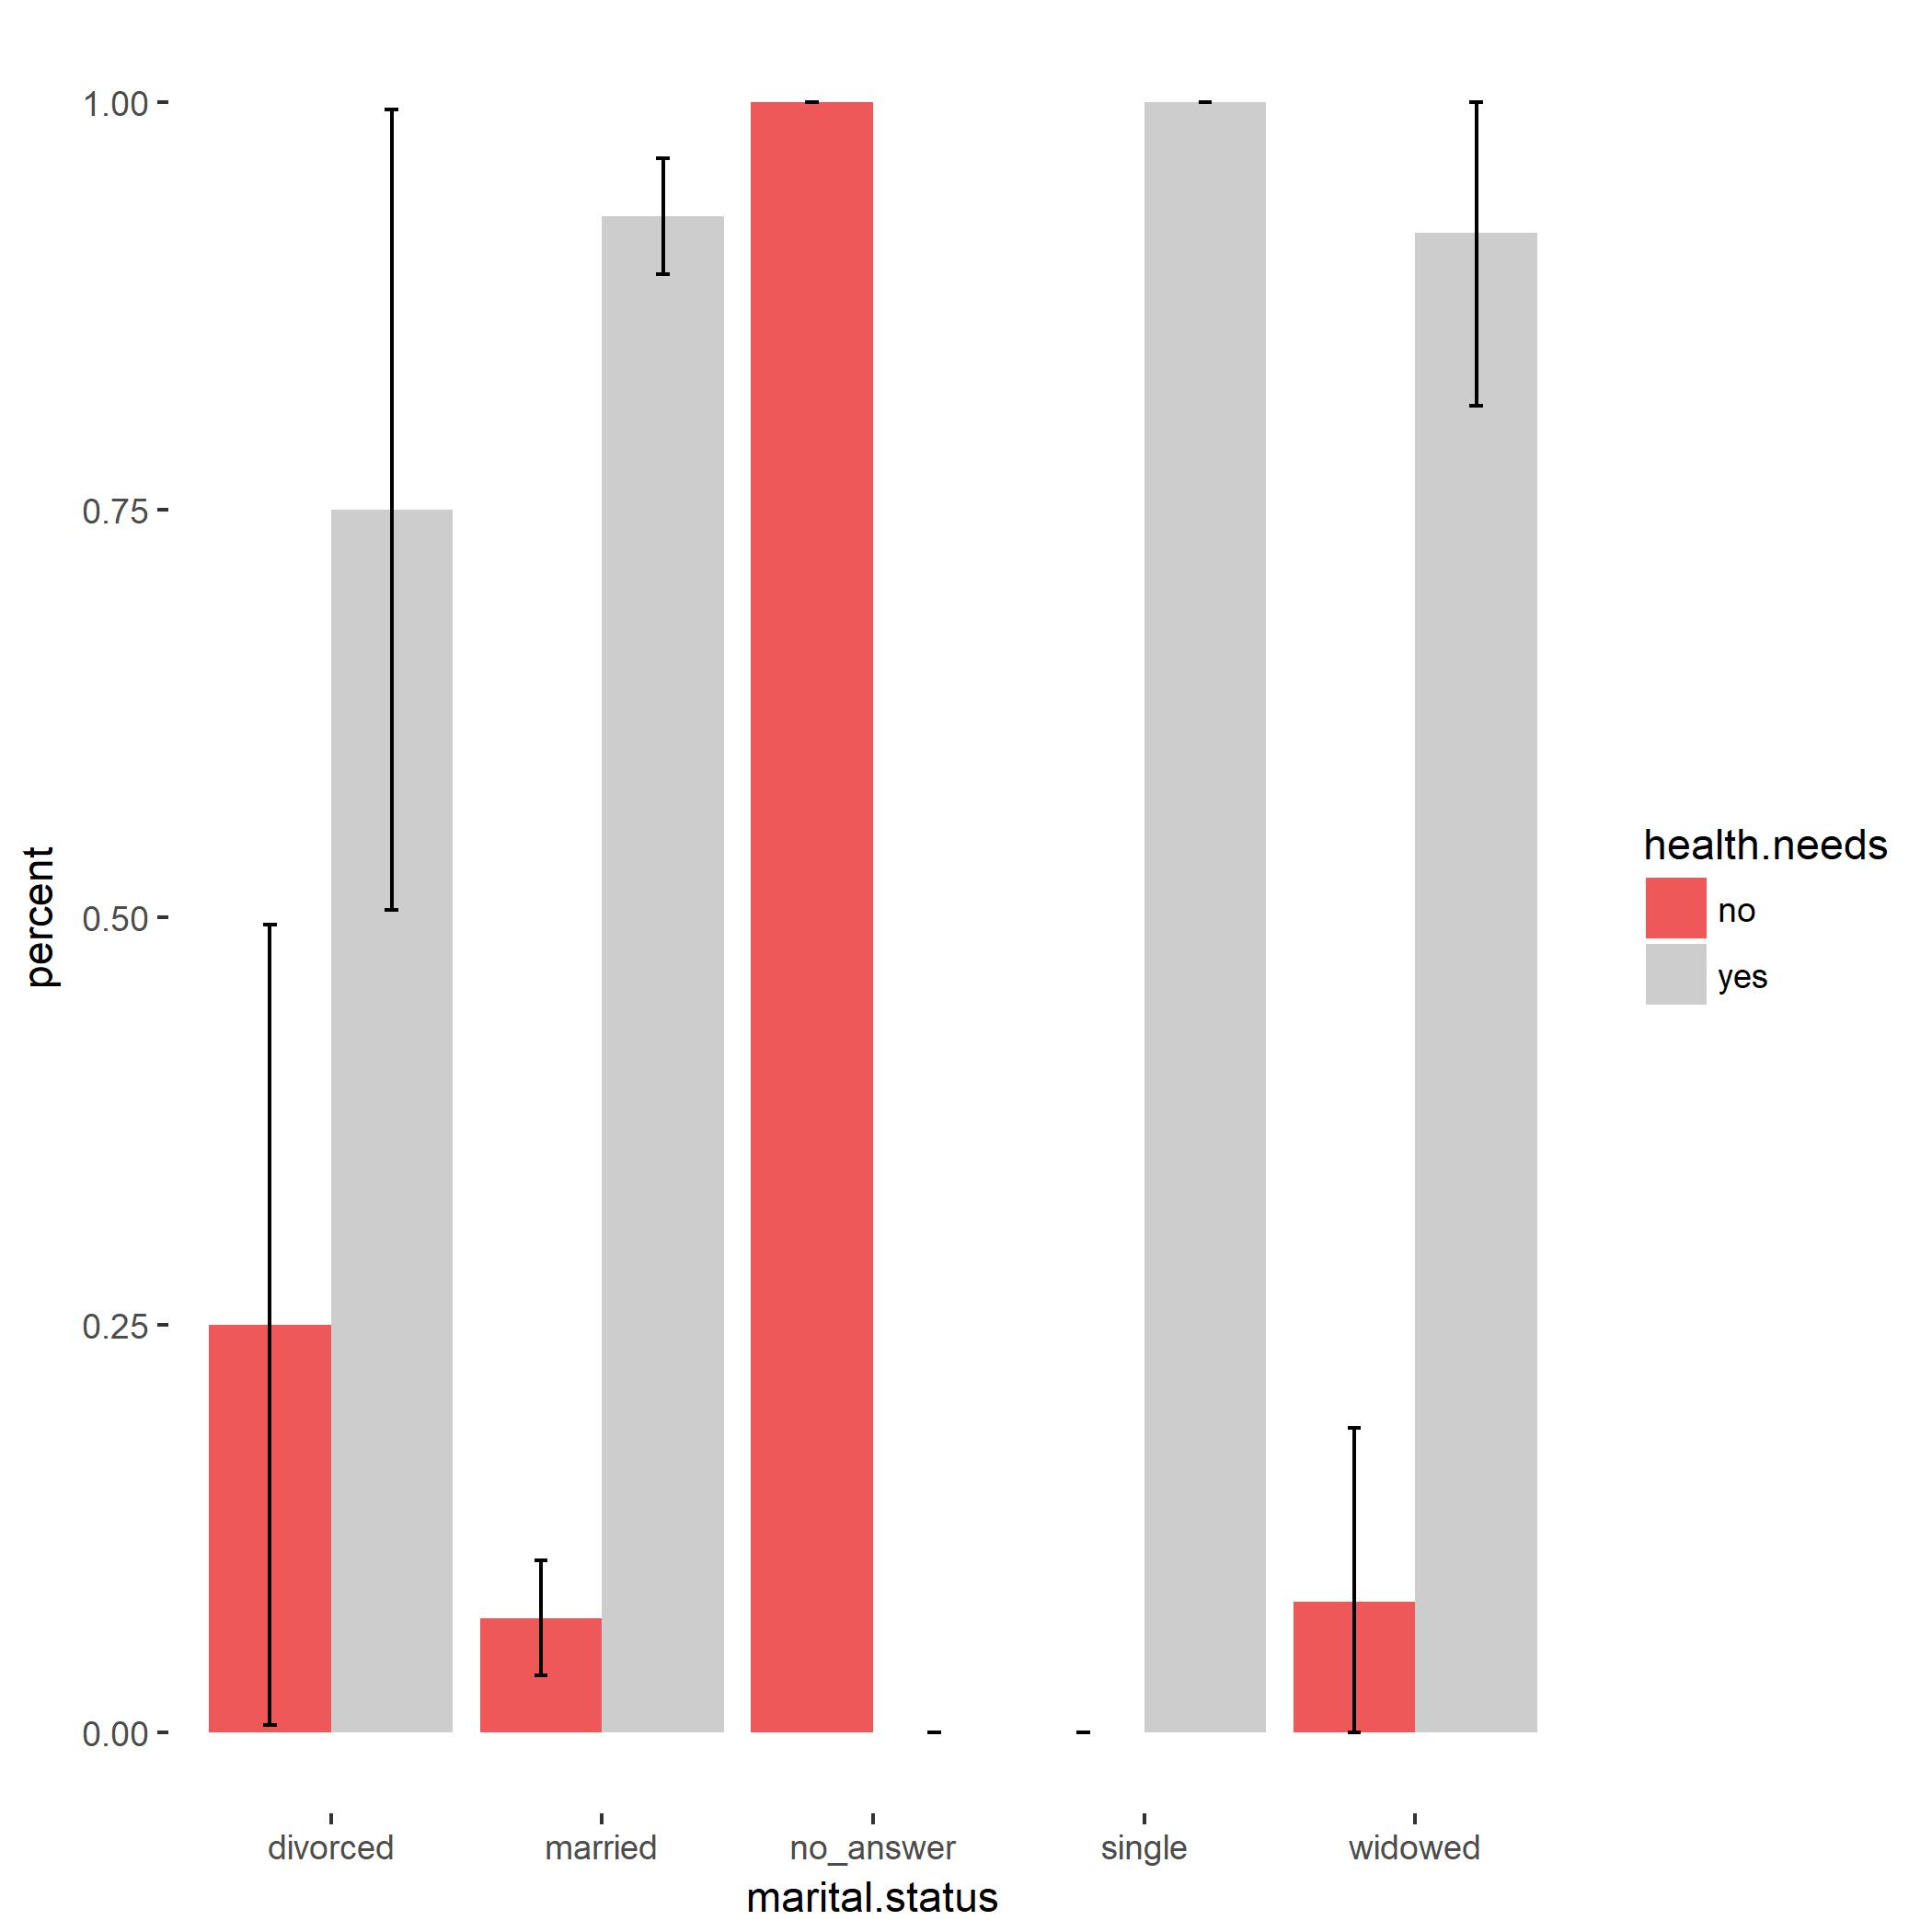 1.00
0.75
0.50
0.25
0.00
percent
divorced
married
no_answer
single
widowed
marital.status
health.needs
no
yes